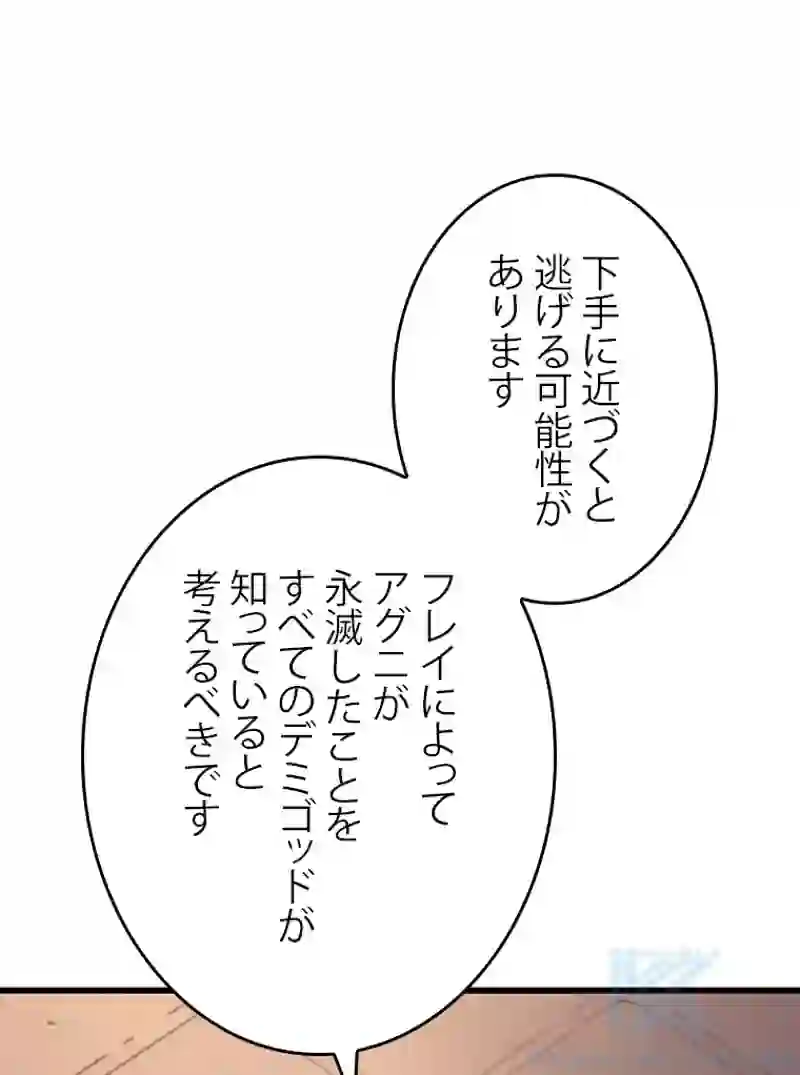 下手に近づくと
逃げる可能性が
あります
フレイによって
アグニが
永滅したことを
すべてのデミゴッドが
知っていると
考えるべきです